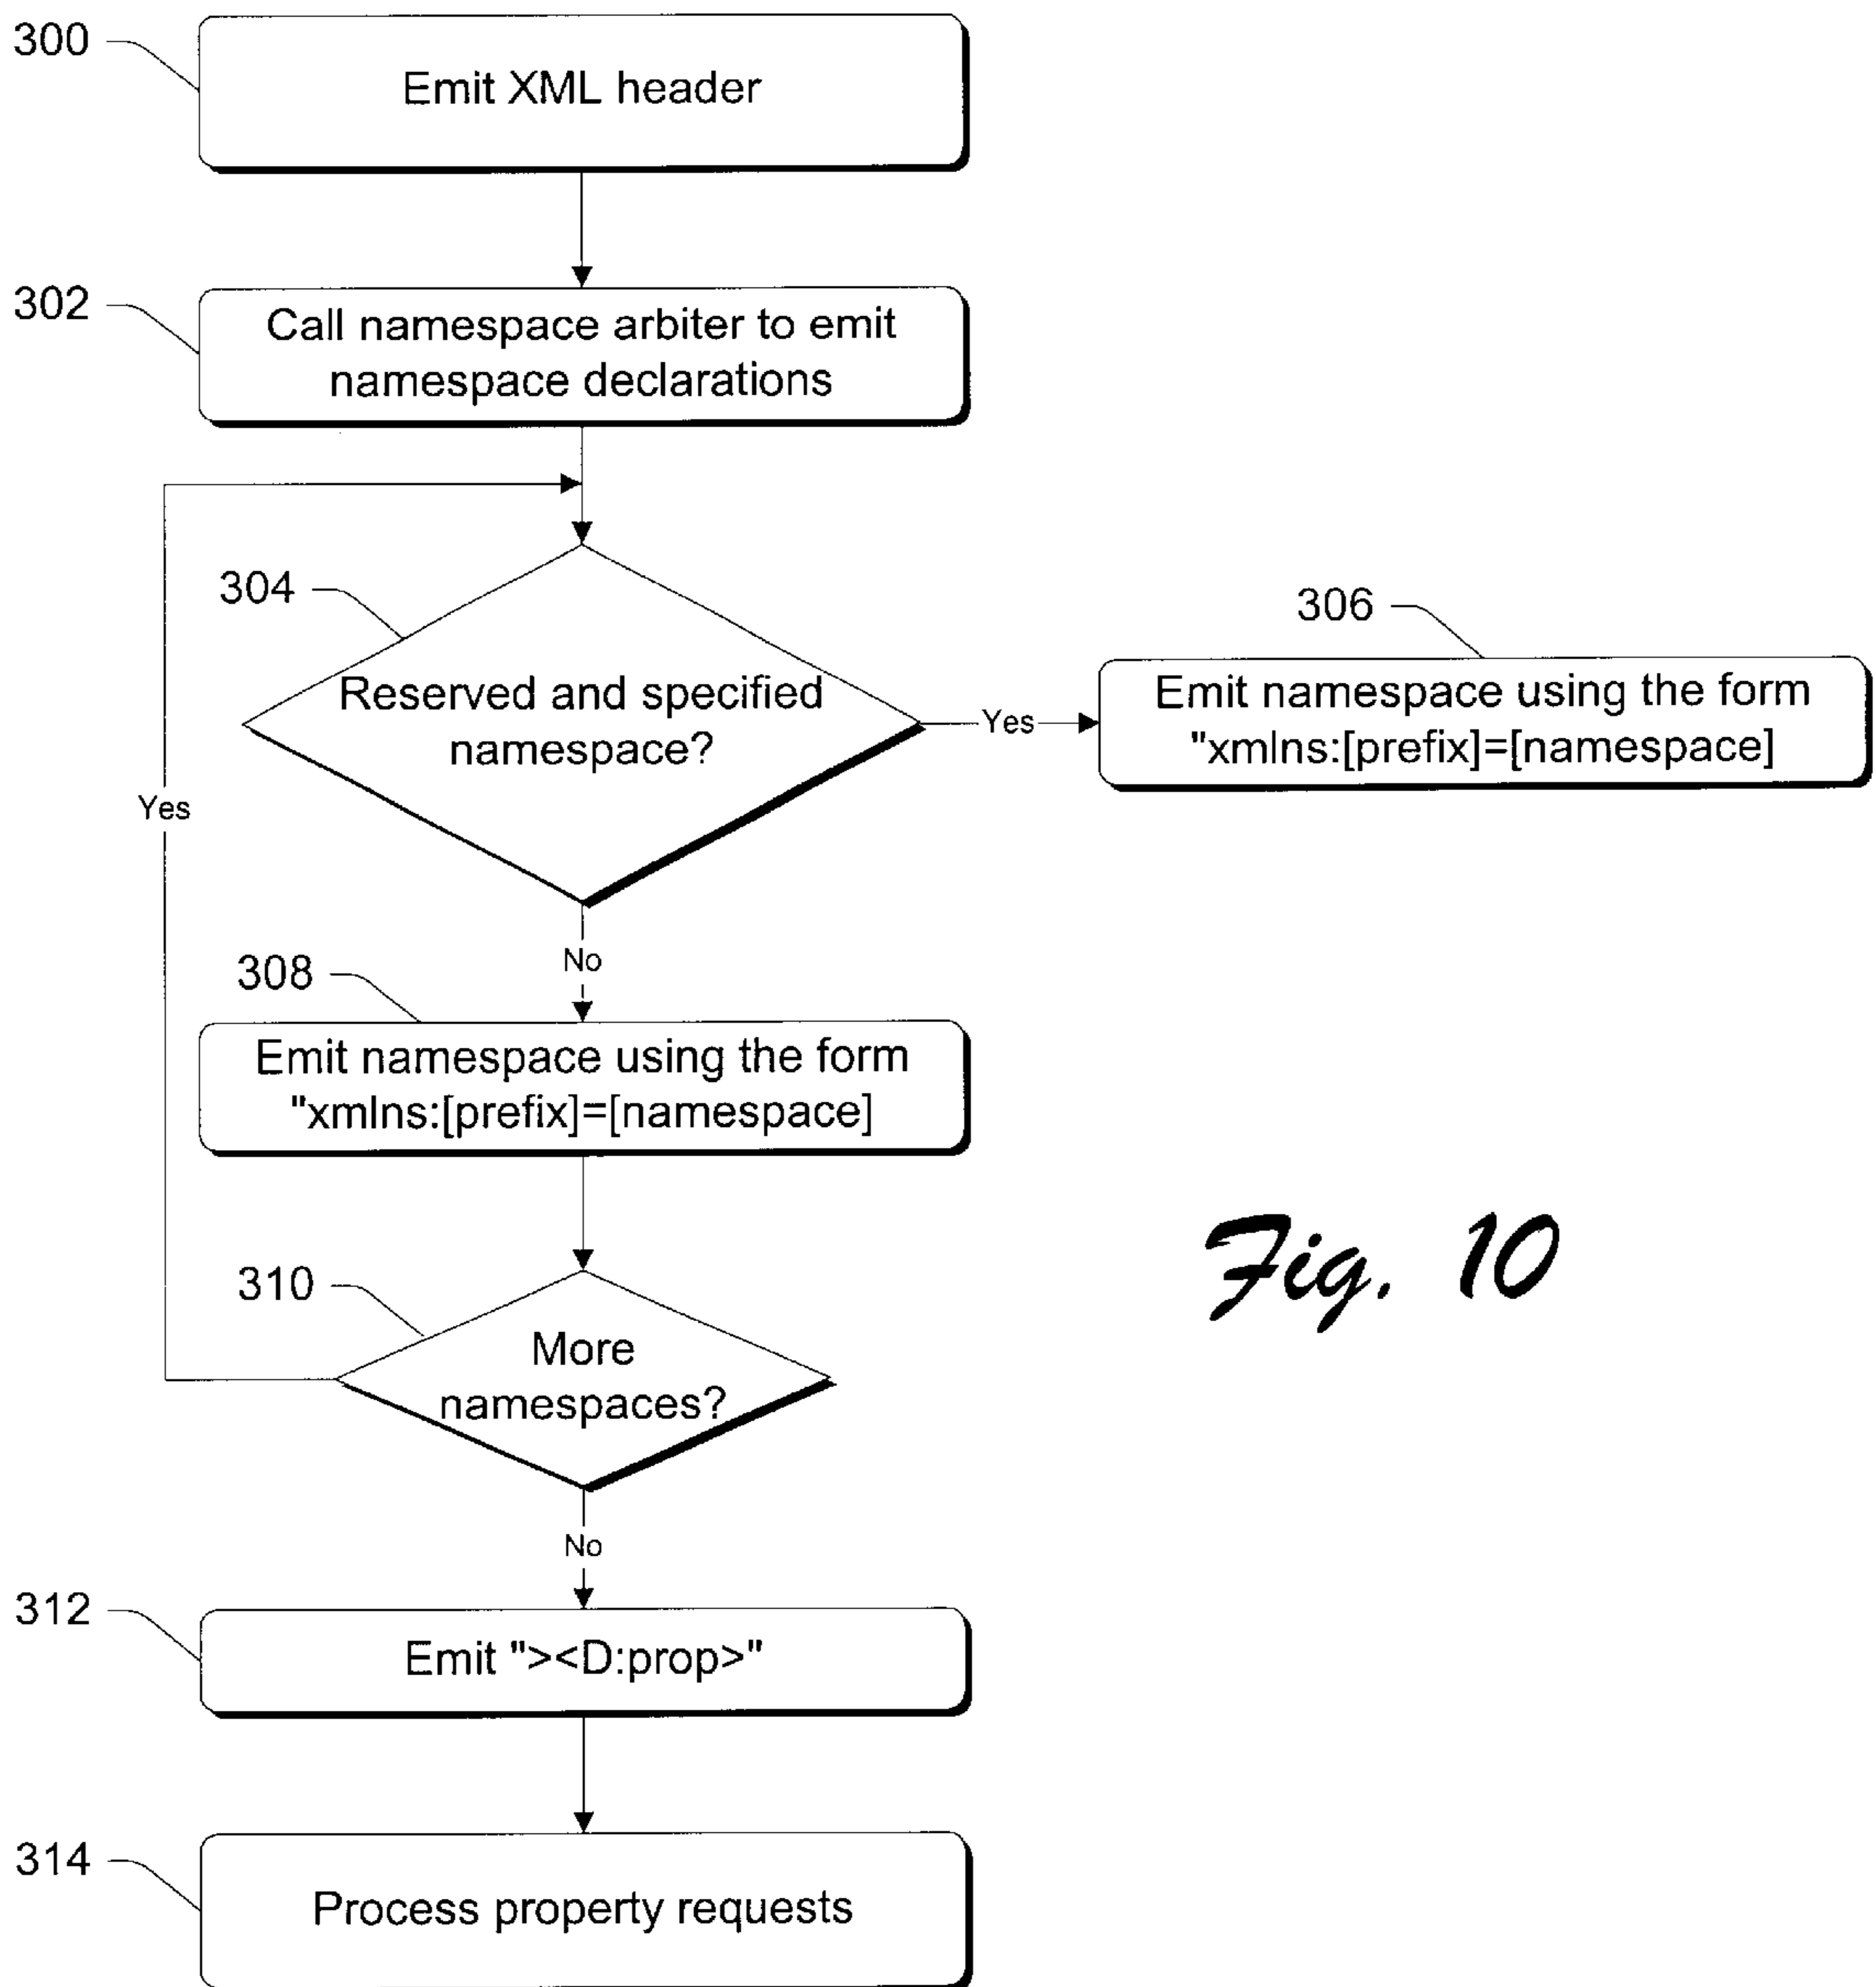 300
Emit XML header
302
Call namespace arbiter to emit
namespace declarations
304
Reserved and specified
namespace?
Yes
306
Emit namespace using the form
"xmlns:[prefix]=[namespace]
Yes
No
308
Emit namespace using the form
"xmlns:[prefix]=[namespace]
310
More
namespaces?
No
312
Emit "><D:prop>"
314
Process property requests
Fig. 10